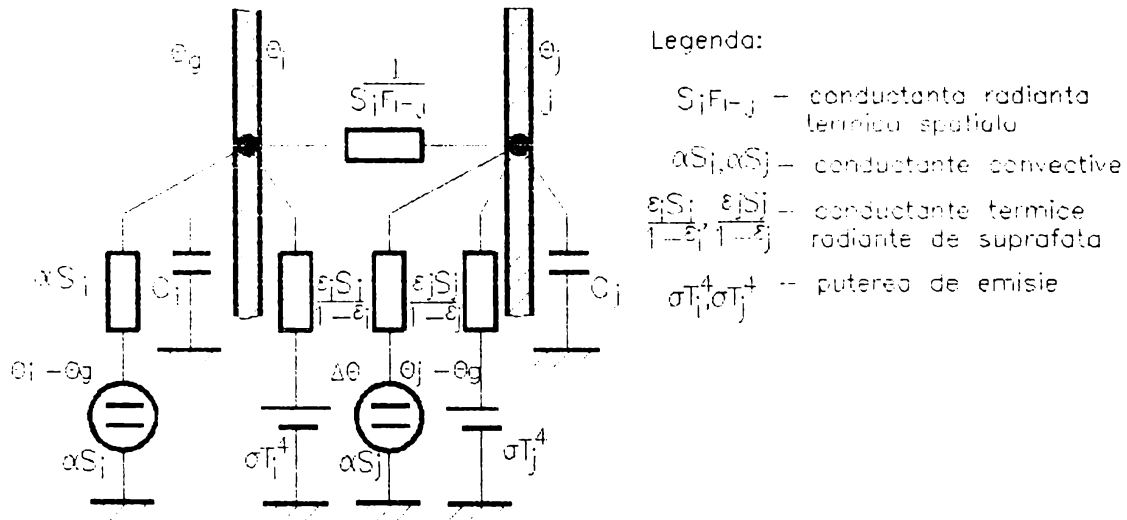 Θg Θi Θj
j
1
SiFi-j
αSi Ci εiSi εjSj Cj
1-εi 1-εj
Θi-Θg Δθ Θj-Θg
αSi σTi⁴ αSj σTj⁴
Legenda:
SiFi-j - conductanta radianta
termica spatiala
αSi,αSj - conductante convective
εiSi , εjSj - conductante termice
1-εi 1-εj radiante de suprafata
σTi⁴,σTj⁴ - puterea de emisie